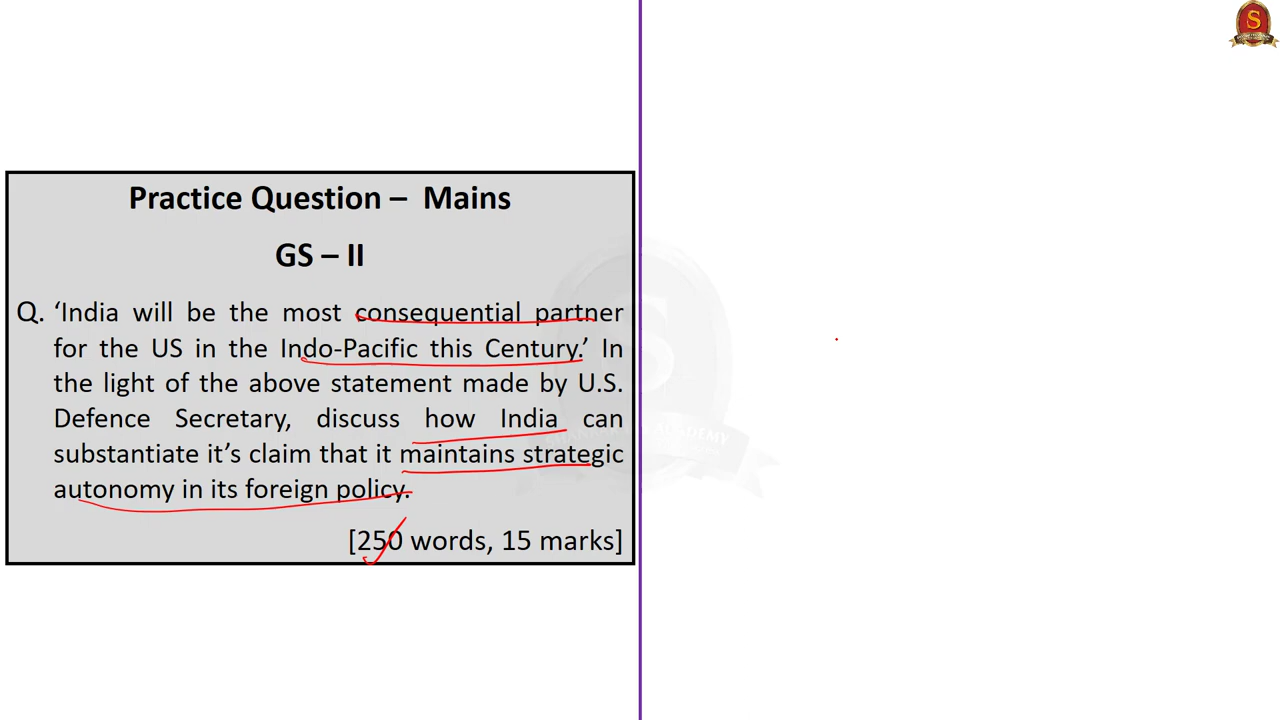 S
Practice Question – Mains
GS – II
Q. ‘India will be the most consequential partner
for the US in the Indo-Pacific this Century.’ In
the light of the above statement made by U.S.
Defence Secretary, discuss how India can
substantiate it’s claim that it maintains strategic
autonomy in its foreign policy.
[250 words, 15 marks]